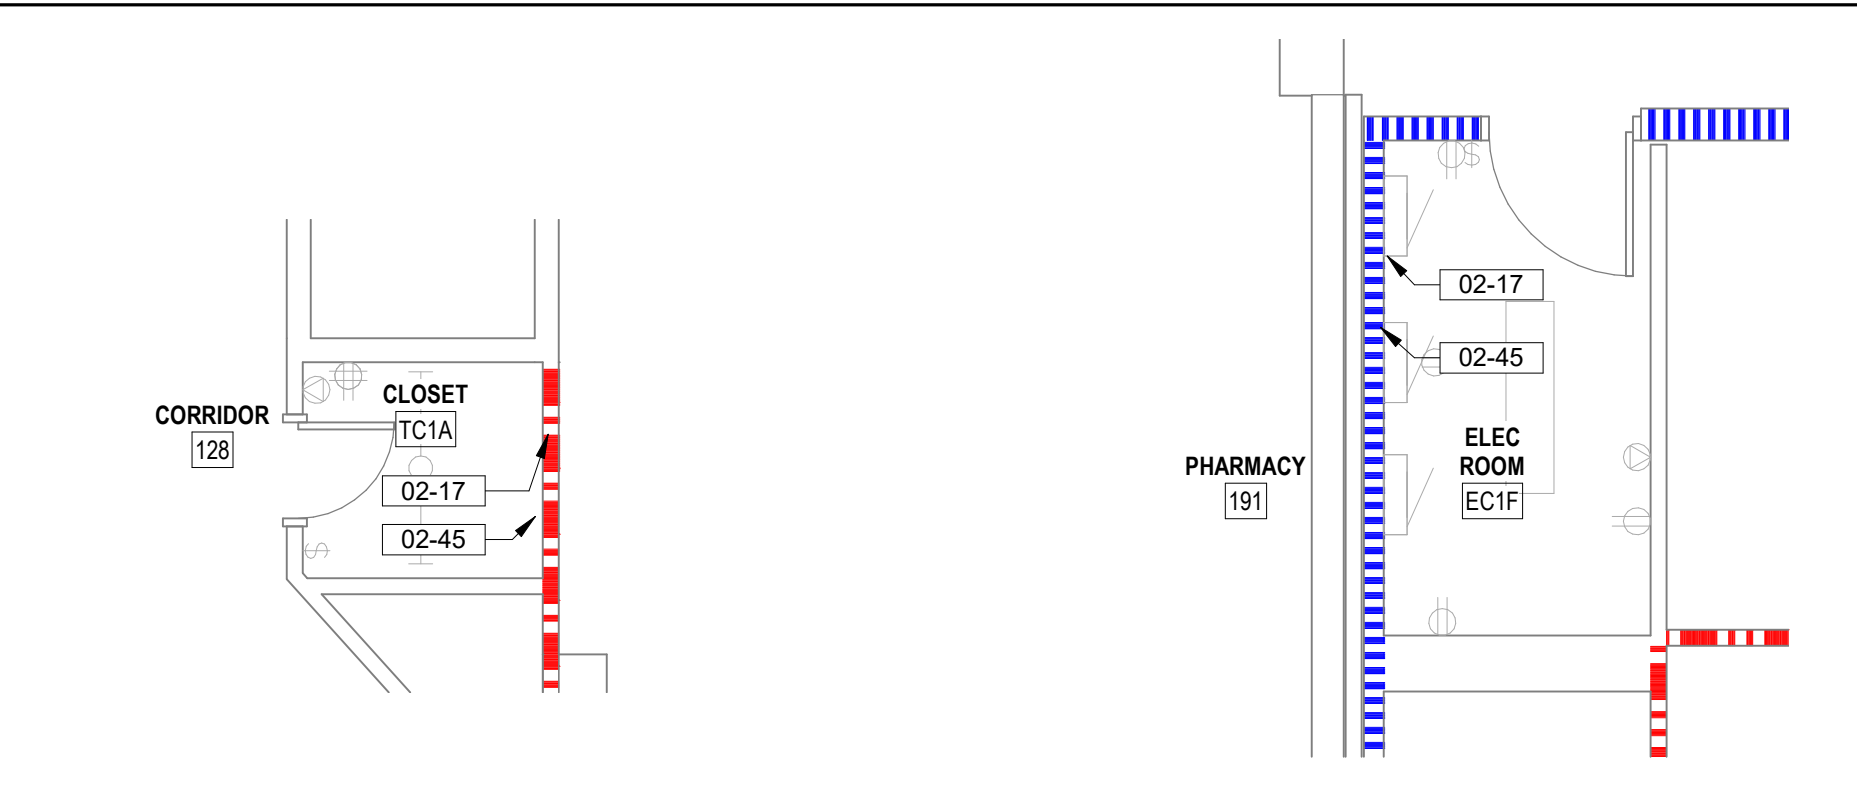 CORRIDOR
128
CLOSET
TC1A
02-17
02-45
$
PHARMACY
191
ELEC
ROOM
EC1F
02-17
02-45
$